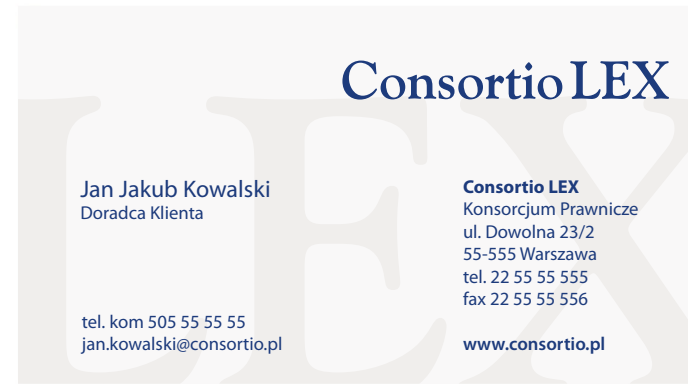 Consortio LEX
Jan Jakub Kowalski
Doradca Klienta
tel. kom 505 55 55 55
jan.kowalski@consortio.pl
Consortio LEX
Konsorcjum Prawnicze
ul. Dowolna 23/2
55-555 Warszawa
tel. 22 55 55 555
fax 22 55 55 556
www.consortio.pl
LEX